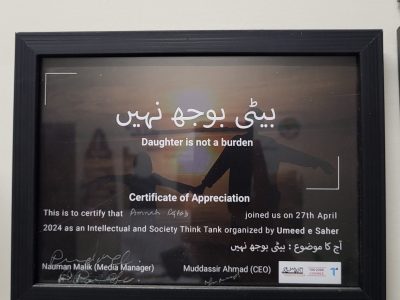 بیٹی بوجھ نہیں
Daughter is not a burden
Certificate of Appreciation
This is to certify that joined us on 27th April
2024 as an Intellectual and Society Think Tank organized by Umeed e Saher
آج کا موضوع : بیٹی بوجھ نہیں
Nauman Malik (Media Manager) Muddassir Ahmad (CEO)